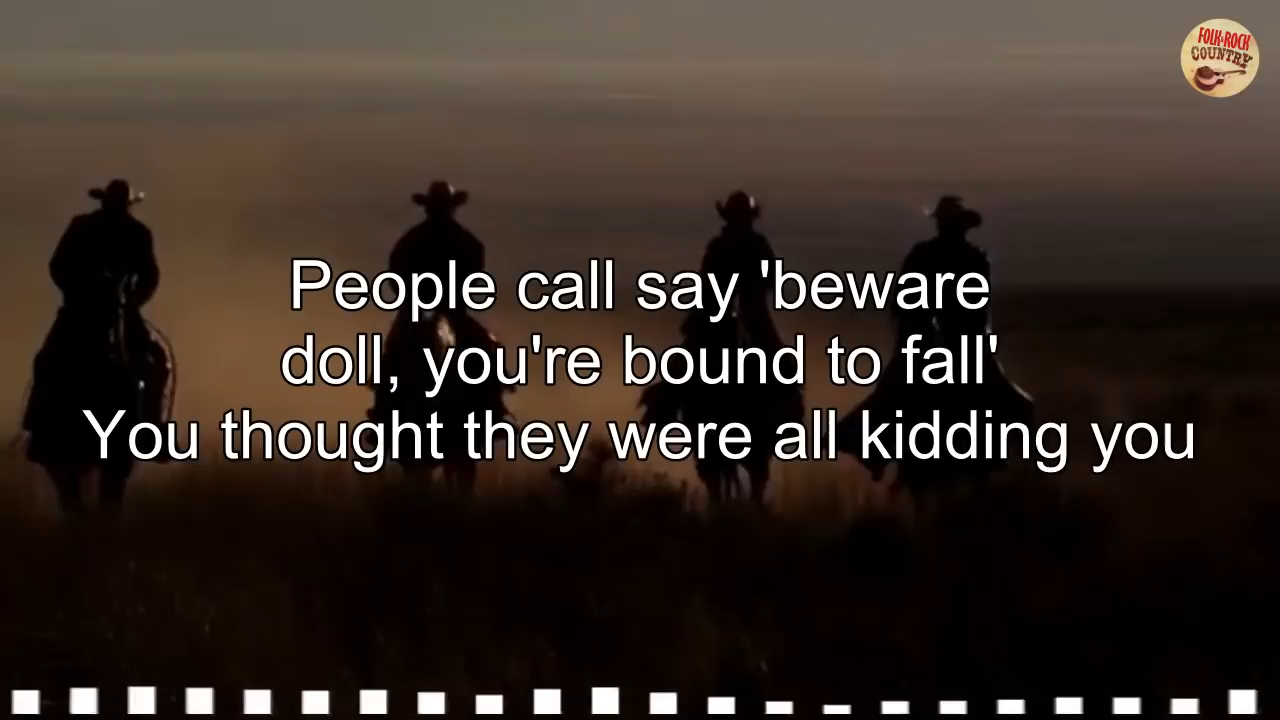 FOLK-ROCK
COUNTRY
People call say 'beware
doll, you're bound to fall'
You thought they were all kidding you